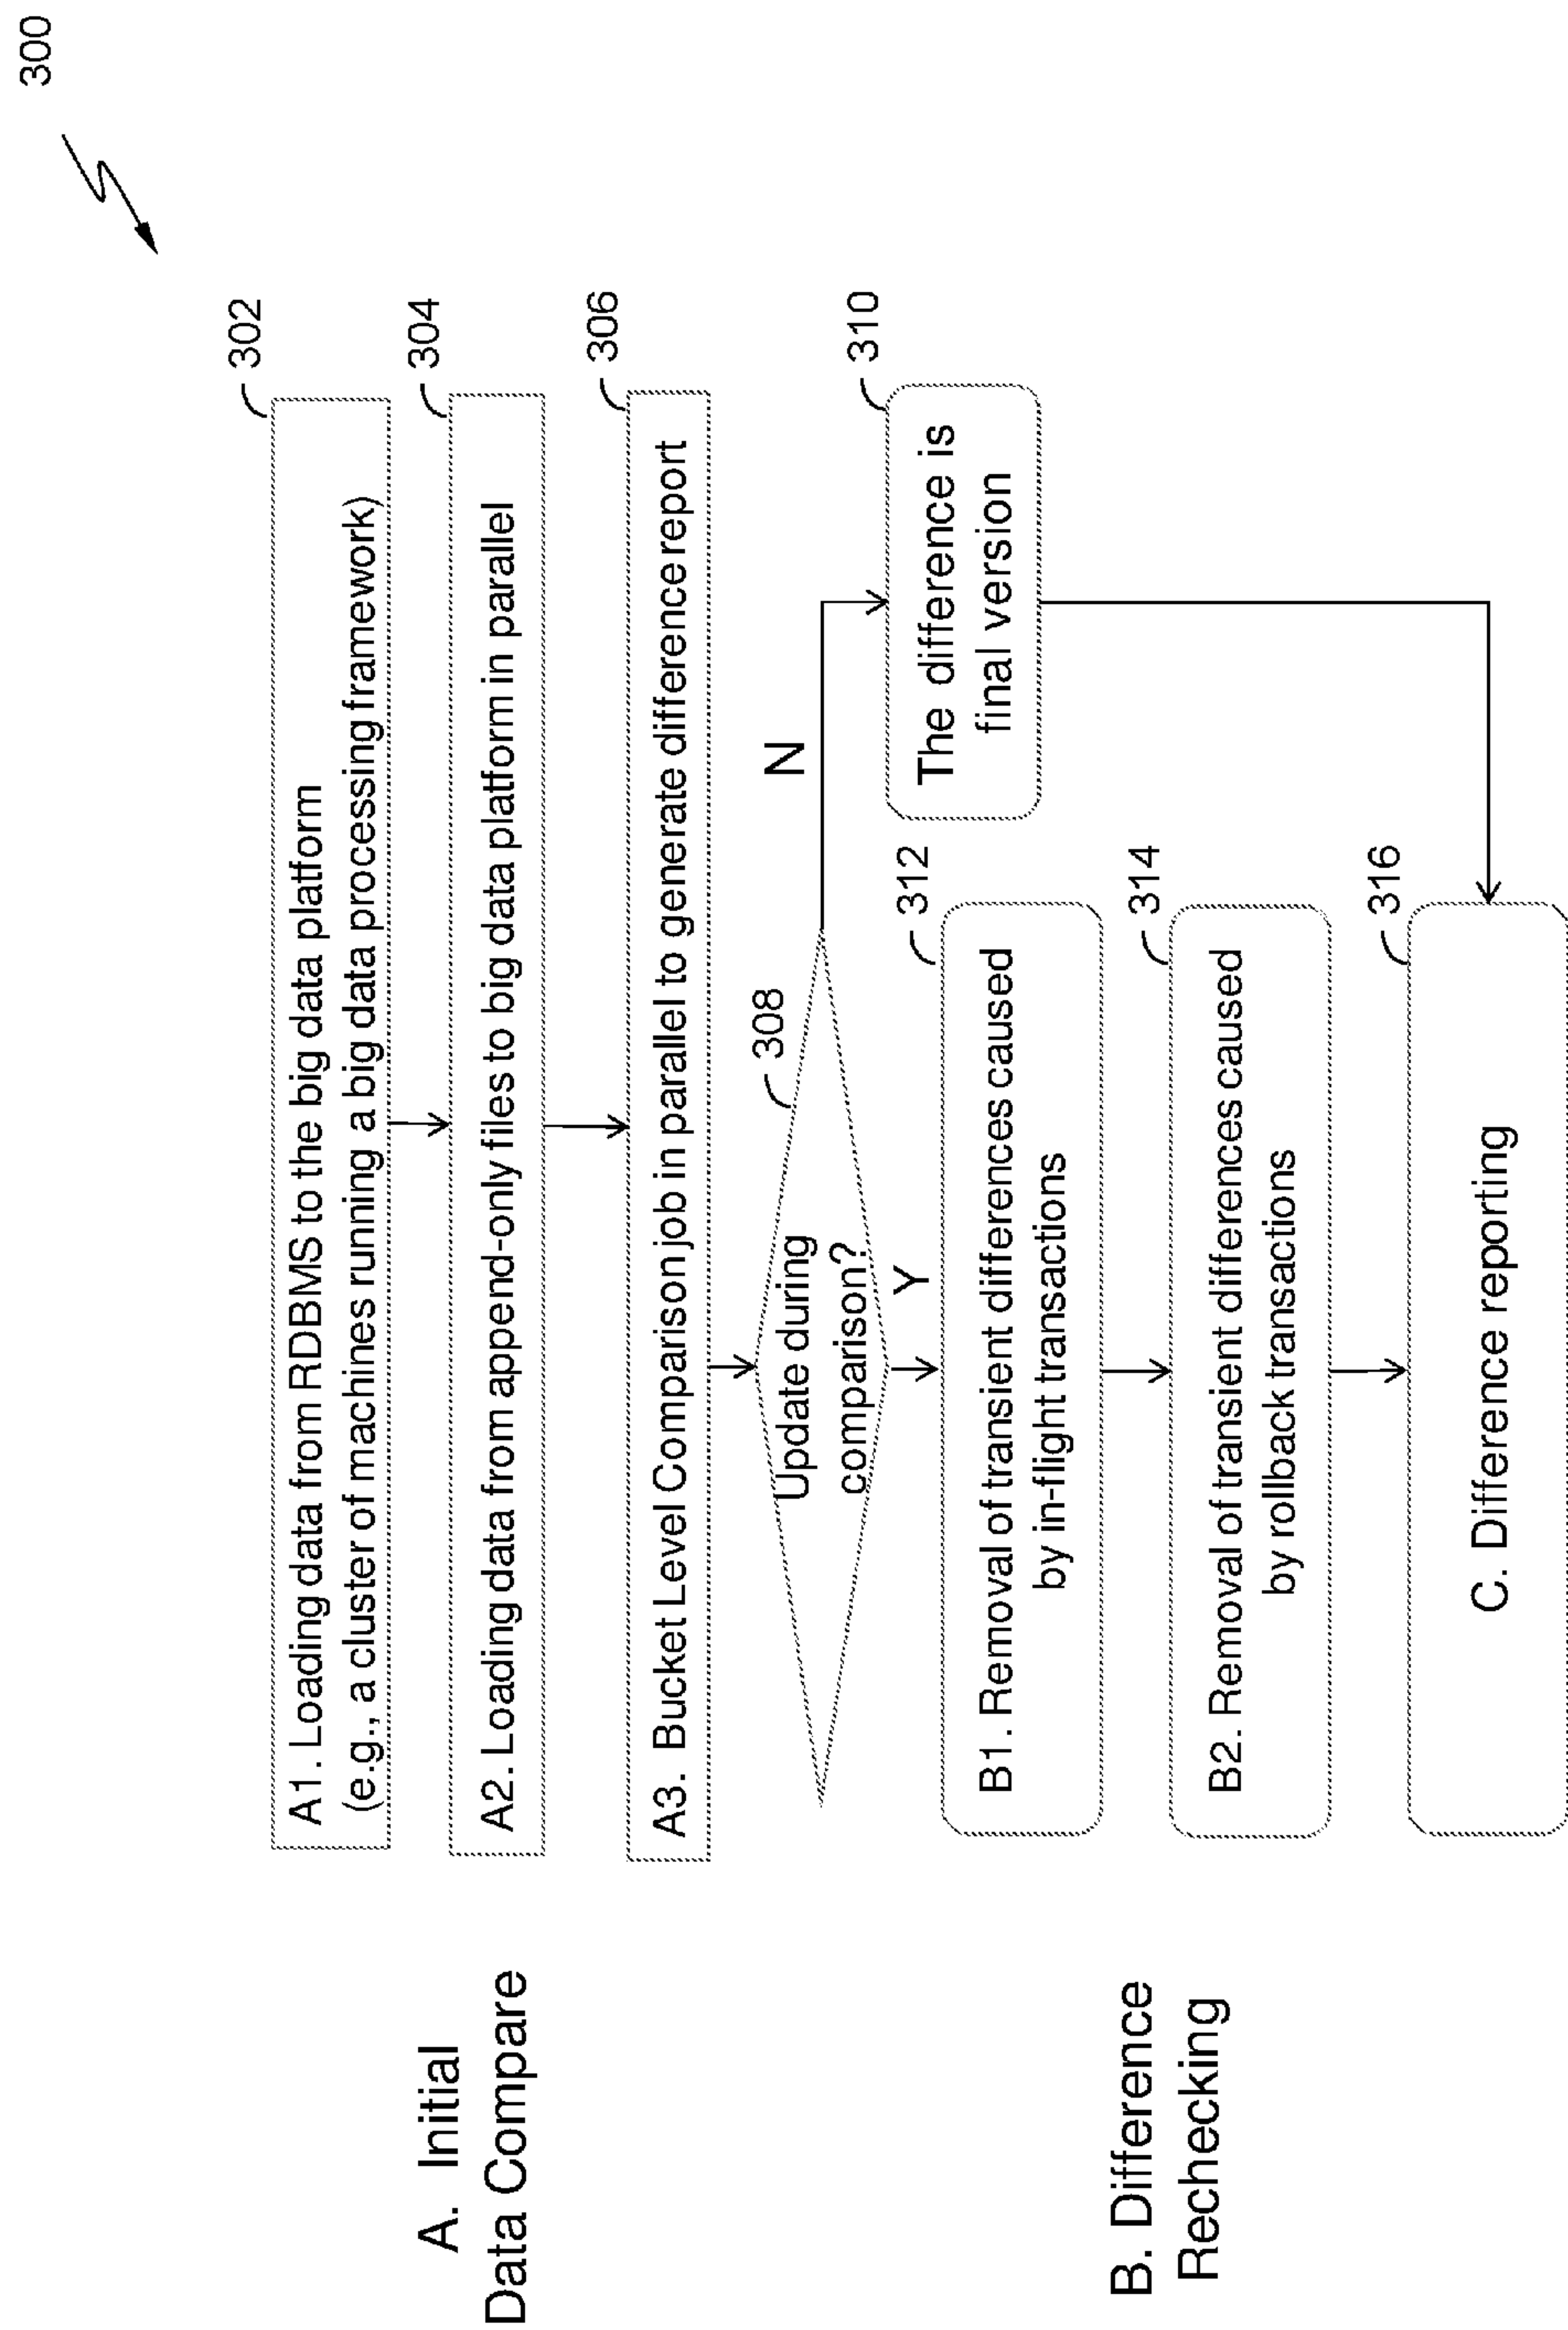 300
A. Initial
Data Compare
302
A1. Loading data from RDBMS to the big data platform
(e.g., a cluster of machines running a big data processing framework)
304
A2. Loading data from append-only files to big data platform in parallel
306
A3. Bucket Level Comparison job in parallel to generate difference report
308
Update during
comparison?
N
Y
310
The difference is
final version
B. Difference
Rechecking
312
B1. Removal of transient differences caused
by in-flight transactions
314
B2. Removal of transient differences caused
by rollback transactions
316
C. Difference reporting